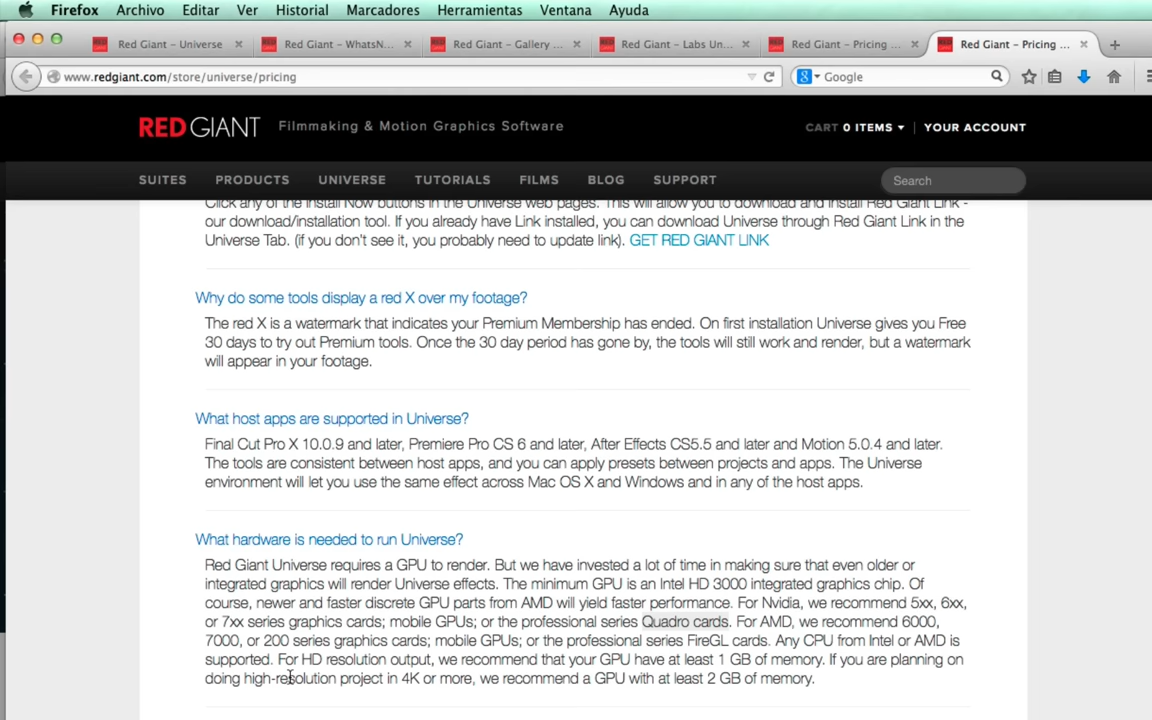 Firefox Archivo Editar Ver Historial Marcadores Herramientas Ventana Ayuda
Red Giant – Universe × Red Giant – WhatsN... × Red Giant – Gallery ... × Red Giant – Labs Un... × Red Giant – Pricing ... × Red Giant – Pricing ... × +
www.redgiant.com/store/universe/pricing Google
RED GIANT Filmmaking & Motion Graphics Software CART 0 ITEMS YOUR ACCOUNT
SUITES PRODUCTS UNIVERSE TUTORIALS FILMS BLOG SUPPORT Search
Click any of the Install Now buttons in the Universe web pages. This will allow you to download and install Red Giant Link -
our download/installation tool. If you already have Link installed, you can download Universe through Red Giant Link in the
Universe Tab. (if you don't see it, you probably need to update link). GET RED GIANT LINK
Why do some tools display a red X over my footage?
The red X is a watermark that indicates your Premium Membership has ended. On first installation Universe gives you Free
30 days to try out Premium tools. Once the 30 day period has gone by, the tools will still work and render, but a watermark
will appear in your footage.
What host apps are supported in Universe?
Final Cut Pro X 10.0.9 and later, Premiere Pro CS 6 and later, After Effects CS5.5 and later and Motion 5.0.4 and later.
The tools are consistent between host apps, and you can apply presets between projects and apps. The Universe
environment will let you use the same effect across Mac OS X and Windows and in any of the host apps.
What hardware is needed to run Universe?
Red Giant Universe requires a GPU to render. But we have invested a lot of time in making sure that even older or
integrated graphics will render Universe effects. The minimum GPU is an Intel HD 3000 integrated graphics chip. Of
course, newer and faster discrete GPU parts from AMD will yield faster performance. For Nvidia, we recommend 5xx, 6xx,
or 7xx series graphics cards; mobile GPUs; or the professional series Quadro cards. For AMD, we recommend 6000,
7000, or 200 series graphics cards; mobile GPUs; or the professional series FireGL cards. Any CPU from Intel or AMD is
supported. For HD resolution output, we recommend that your GPU have at least 1 GB of memory. If you are planning on
doing high-resolution project in 4K or more, we recommend a GPU with at least 2 GB of memory.